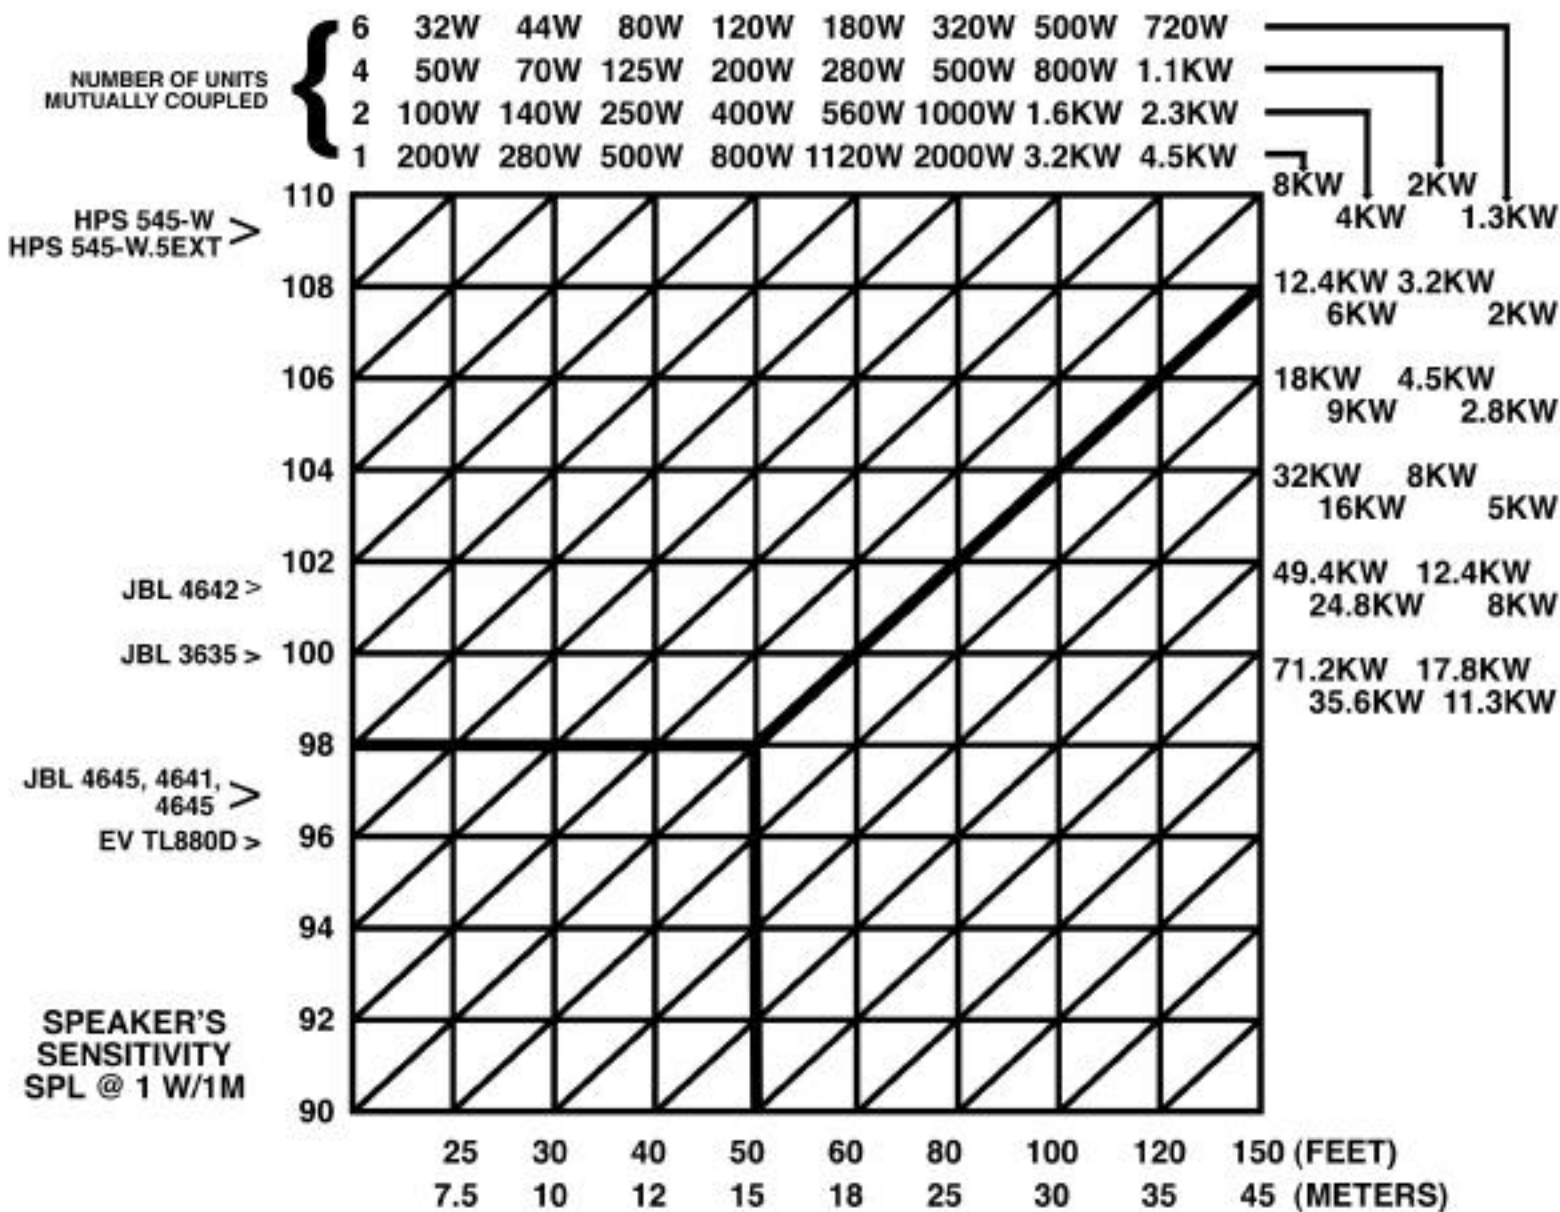 6 32W 44W 80W 120W 180W 320W 500W 720W
NUMBER OF UNITS
MUTUALLY COUPLED
4 50W 70W 125W 200W 280W 500W 800W 1.1KW
2 100W 140W 250W 400W 560W 1000W 1.6KW 2.3KW
1 200W 280W 500W 800W 1120W 2000W 3.2KW 4.5KW
8KW 2KW
4KW 1.3KW
110
HPS 545-W >
HPS 545-W.5EXT
108
12.4KW 3.2KW
6KW 2KW
106
18KW 4.5KW
9KW 2.8KW
104
32KW 8KW
16KW 5KW
102
49.4KW 12.4KW
24.8KW 8KW
JBL 4642 >
JBL 3635 > 100
71.2KW 17.8KW
35.6KW 11.3KW
98
JBL 4645, 4641, >
4645
EV TL880D > 96
94
92
SPEAKER'S
SENSITIVITY
SPL @ 1 W/1M
90
25 30 40 50 60 80 100 120 150 (FEET)
7.5 10 12 15 18 25 30 35 45 (METERS)